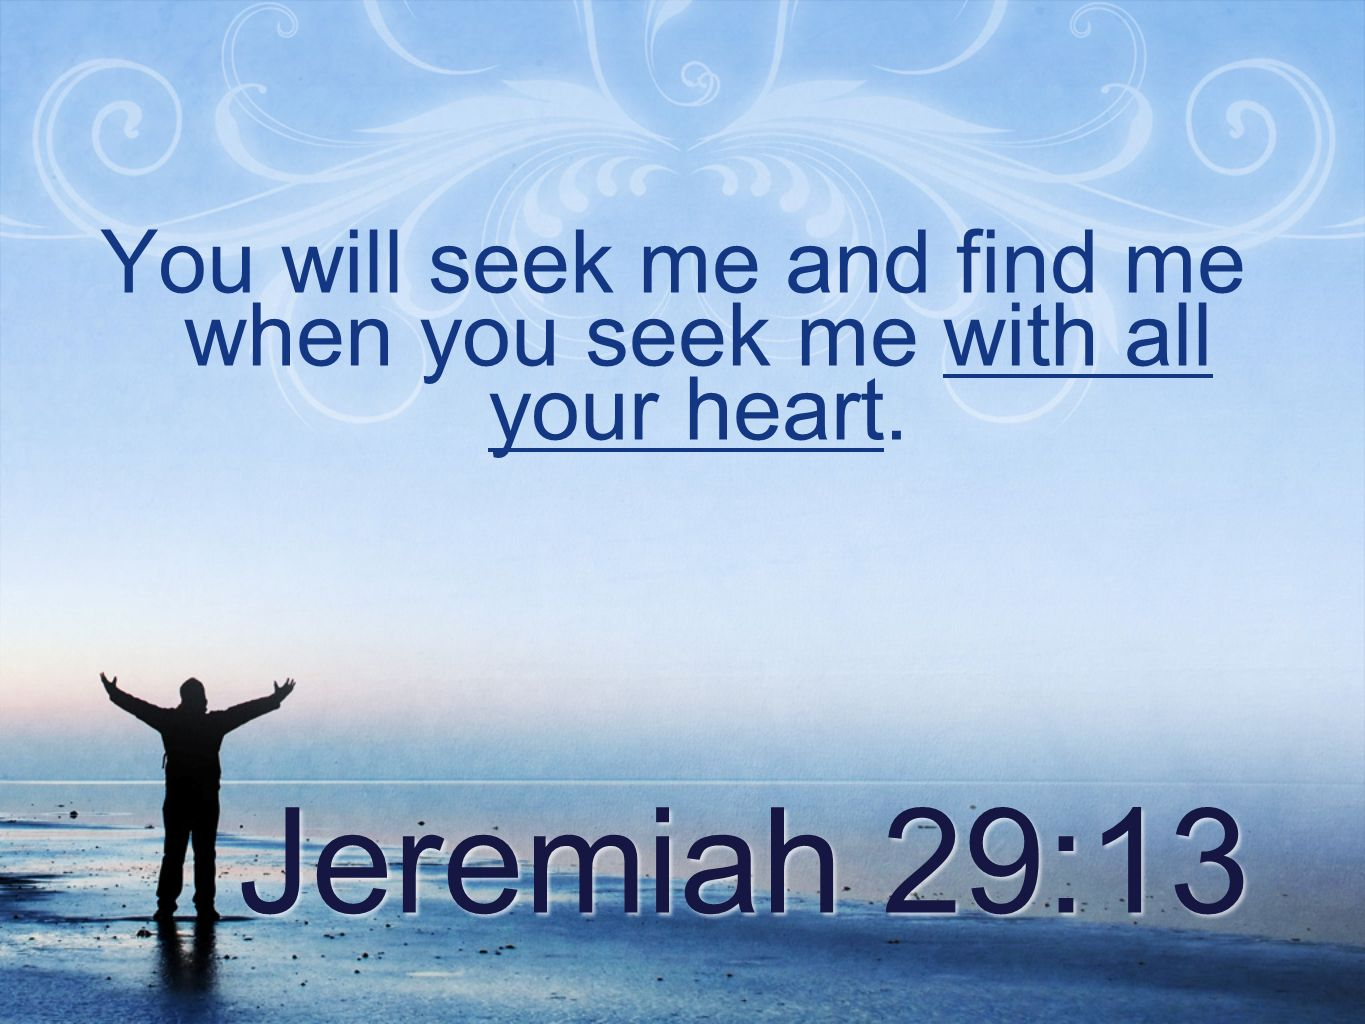 You will seek me and find me
when you seek me with all
your heart.
Jeremiah 29:13